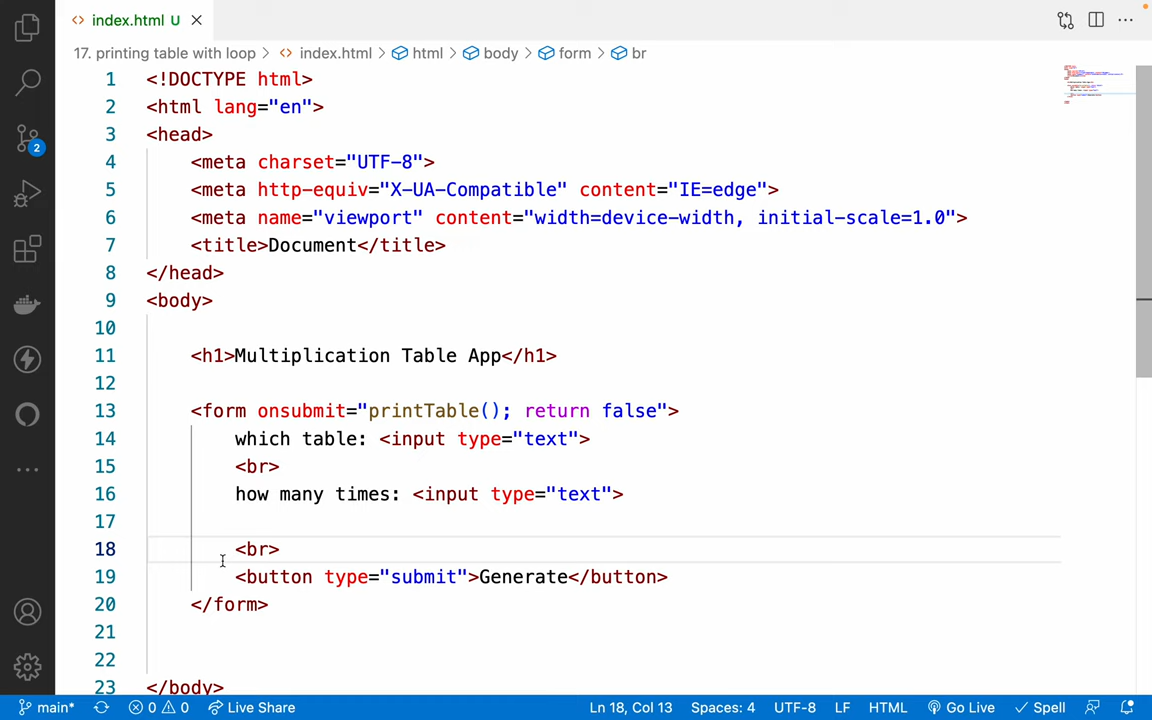 index.html U
17. printing table with loop > index.html > html > body > form > br
1 <!DOCTYPE html>
2 <html lang="en">
3 <head>
4 <meta charset="UTF-8">
5 <meta http-equiv="X-UA-Compatible" content="IE=edge">
6 <meta name="viewport" content="width=device-width, initial-scale=1.0">
7 <title>Document</title>
8 </head>
9 <body>
10
11 <h1>Multiplication Table App</h1>
12
13 <form onsubmit="printTable(); return false">
14 which table: <input type="text">
15 <br>
16 how many times: <input type="text">
17
18 <br>
19 <button type="submit">Generate</button>
20 </form>
21
22
23 </body>
2
main* 0 0 Live Share Ln 18, Col 13 Spaces: 4 UTF-8 LF HTML Go Live Spell